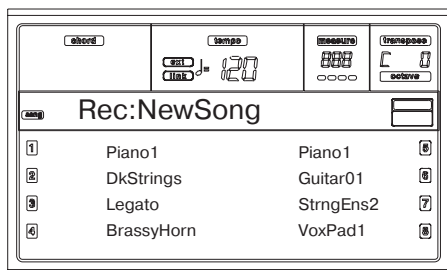 chord tempo measure transpose
ext link ♩= 120 888 C 0
octave
song Rec:NewSong
1 Piano1 Piano1 5
2 DkStrings Guitar01 6
3 Legato StrngEns2 7
4 BrassyHorn VoxPad1 8